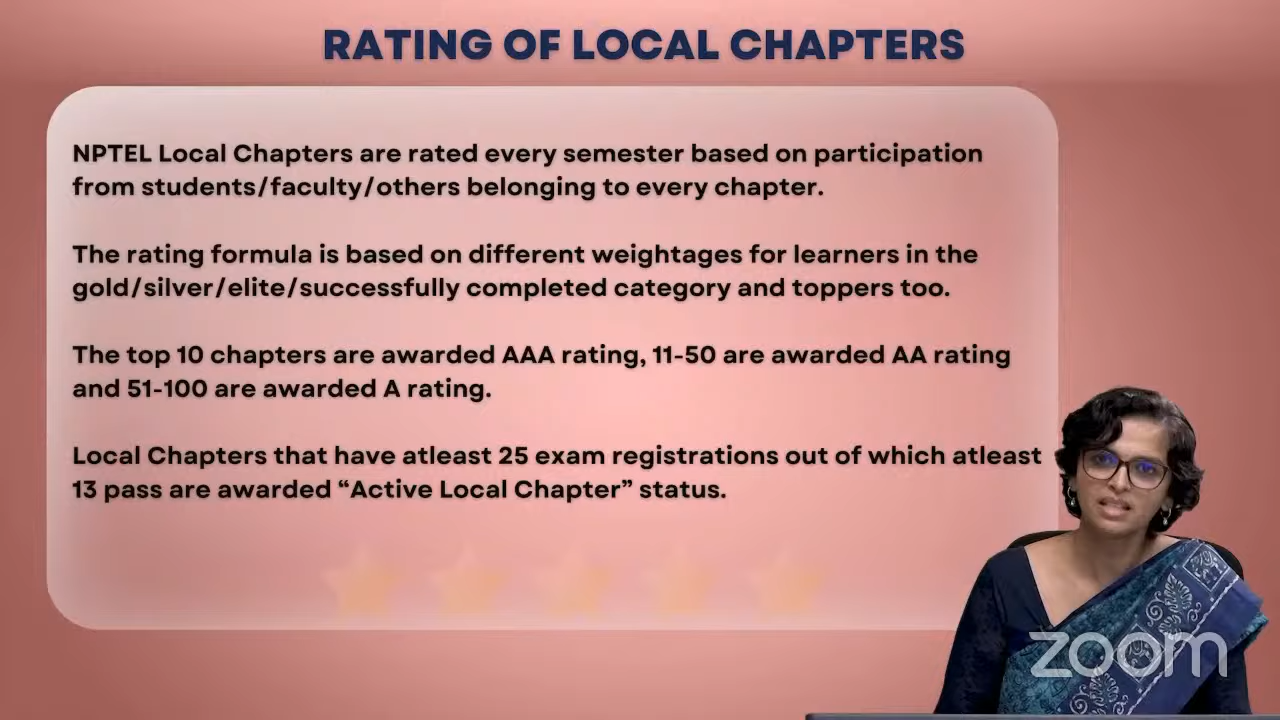 RATING OF LOCAL CHAPTERS
NPTEL Local Chapters are rated every semester based on participation
from students/faculty/others belonging to every chapter.
The rating formula is based on different weightages for learners in the
gold/silver/elite/successfully completed category and toppers too.
The top 10 chapters are awarded AAA rating, 11-50 are awarded AA rating
and 51-100 are awarded A rating.
Local Chapters that have atleast 25 exam registrations out of which atleast
13 pass are awarded “Active Local Chapter” status.
zoom